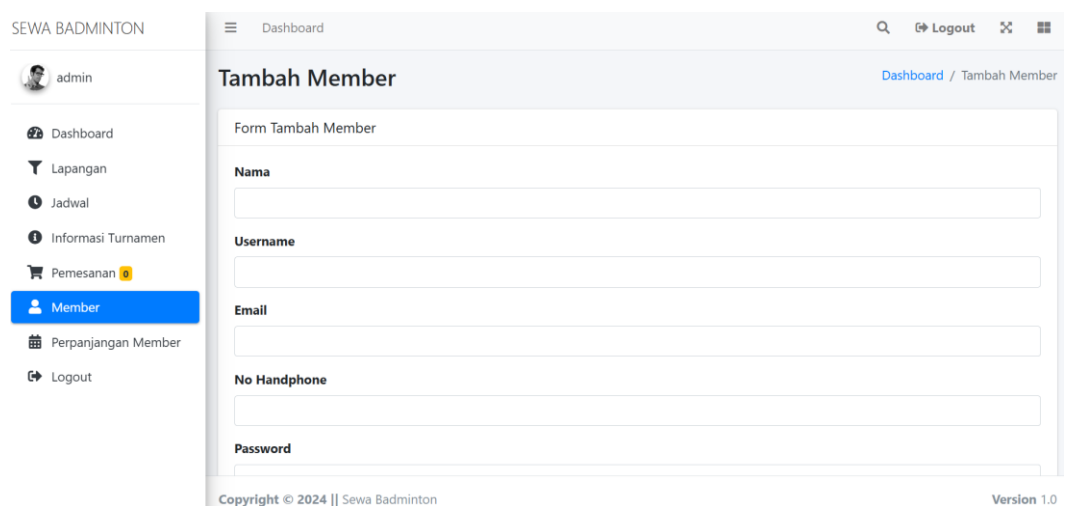 SEWA BADMINTON
admin
Dashboard
Lapangan
Jadwal
Informasi Turnamen
Pemesanan 0
Member
Perpanjangan Member
Logout
Dashboard
Logout
Tambah Member
Dashboard / Tambah Member
Form Tambah Member
Nama
Username
Email
No Handphone
Password
Copyright © 2024 || Sewa Badminton
Version 1.0